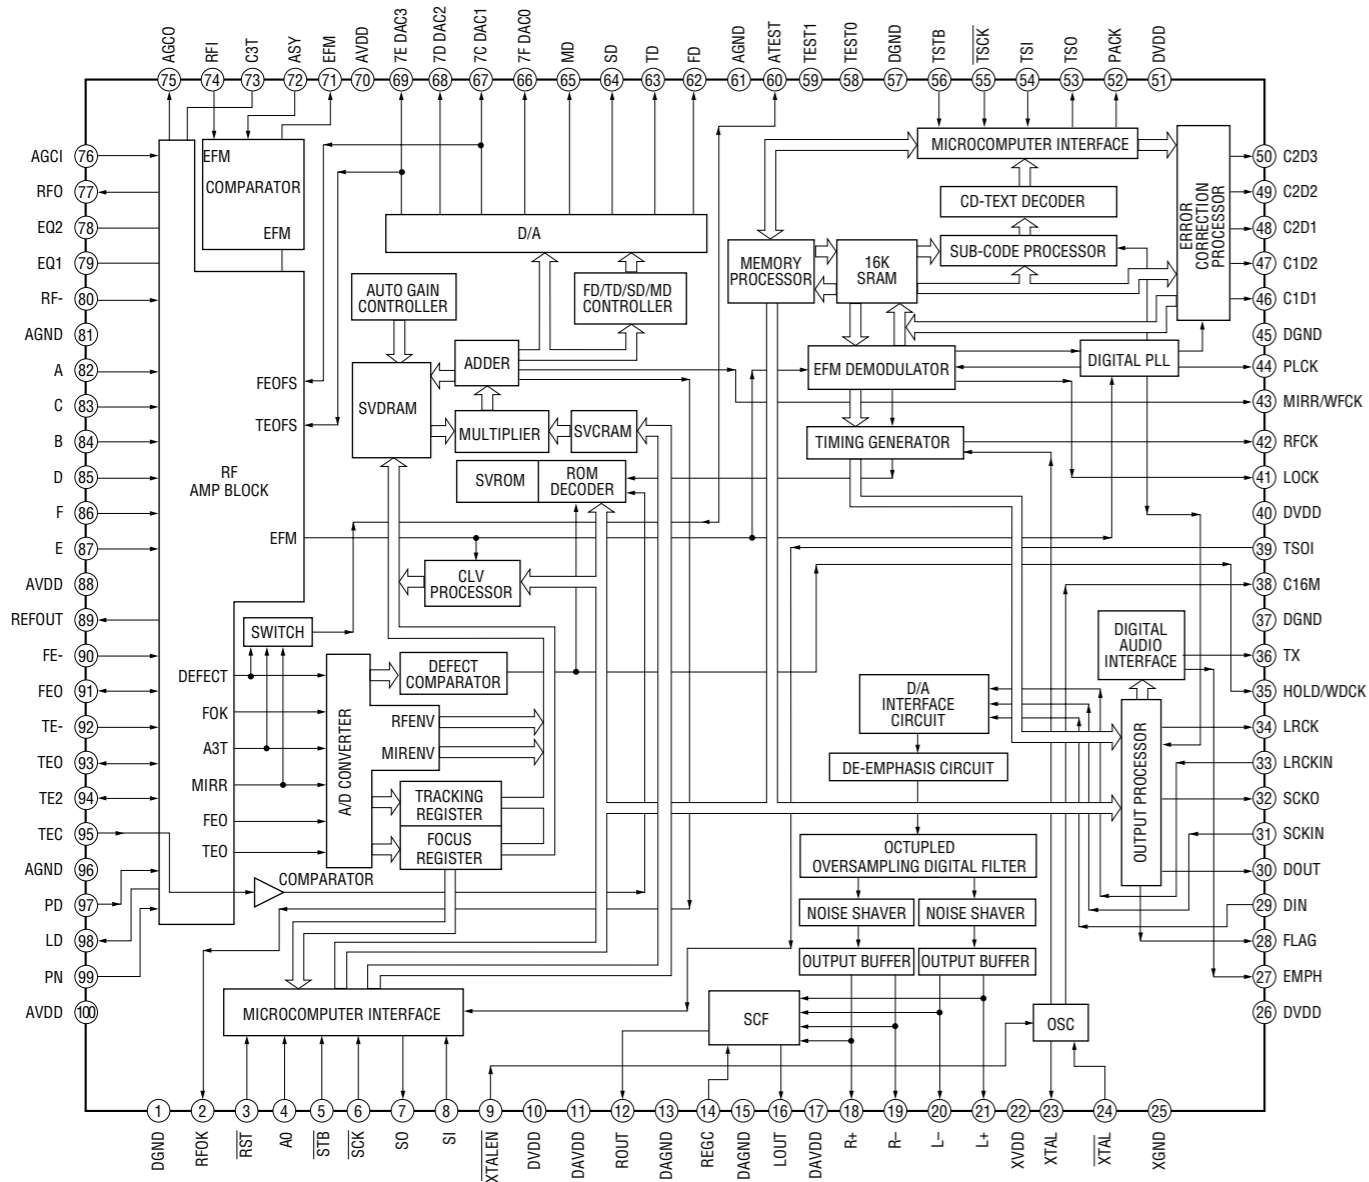 AGCO
RFI
C3T
ASY
EFM
AVDD
7E DAC3
7D DAC2
7C DAC1
7F DAC0
MD
SD
TD
FD
AGND
ATEST
TEST1
TEST0
DGND
TSTB
TSCK
TSI
TSO
PACK
DVDD
75
74
73
72
71
70
69
68
67
66
65
64
63
62
61
60
59
58
57
56
55
54
53
52
51
AGCI 76
RFO 77
EQ2 78
EQ1 79
RF- 80
AGND 81
A 82
C 83
B 84
D 85
F 86
E 87
AVDD 88
REFOUT 89
FE- 90
FEO 91
TE- 92
TEO 93
TE2 94
TEC 95
AGND 96
PD 97
LD 98
PN 99
AVDD 100
EFM
COMPARATOR
EFM
RF
AMP BLOCK
FEOFS
TEOFS
EFM
DEFECT
FOK
A3T
MIRR
FEO
TEO
SWITCH
A/D CONVERTER
COMPARATOR
D/A
AUTO GAIN
CONTROLLER
FD/TD/SD/MD
CONTROLLER
ADDER
SVDRAM
MULTIPLIER
SVCRAM
SVROM
ROM
DECODER
CLV
PROCESSOR
DEFECT
COMPARATOR
RFENV
MIRENV
TRACKING
REGISTER
FOCUS
REGISTER
MICROCOMPUTER INTERFACE
MICROCOMPUTER INTERFACE
CD-TEXT DECODER
SUB-CODE PROCESSOR
MEMORY
PROCESSOR
16K
SRAM
ERROR
CORRECTION
PROCESSOR
EFM DEMODULATOR
DIGITAL PLL
TIMING GENERATOR
DIGITAL
AUDIO
INTERFACE
D/A
INTERFACE
CIRCUIT
DE-EMPHASIS CIRCUIT
OUTPUT PROCESSOR
OCTUPLED
OVERSAMPLING DIGITAL FILTER
NOISE SHAVER
NOISE SHAVER
OUTPUT BUFFER
OUTPUT BUFFER
SCF
OSC
50 C2D3
49 C2D2
48 C2D1
47 C1D2
46 C1D1
45 DGND
44 PLCK
43 MIRR/WFCK
42 RFCK
41 LOCK
40 DVDD
39 TSOI
38 C16M
37 DGND
36 TX
35 HOLD/WDCK
34 LRCK
33 LRCKIN
32 SCKO
31 SCKIN
30 DOUT
29 DIN
28 FLAG
27 EMPH
26 DVDD
1
2
3
4
5
6
7
8
9
10
11
12
13
14
15
16
17
18
19
20
21
22
23
24
25
DGND
RFOK
RST
A0
STB
SCK
SO
SI
XTALEN
DVDD
DAVDD
ROUT
DAGND
REGC
DAGND
LOUT
DAVDD
R+
R–
L–
L+
XVDD
XTAL
XTAL
XGND